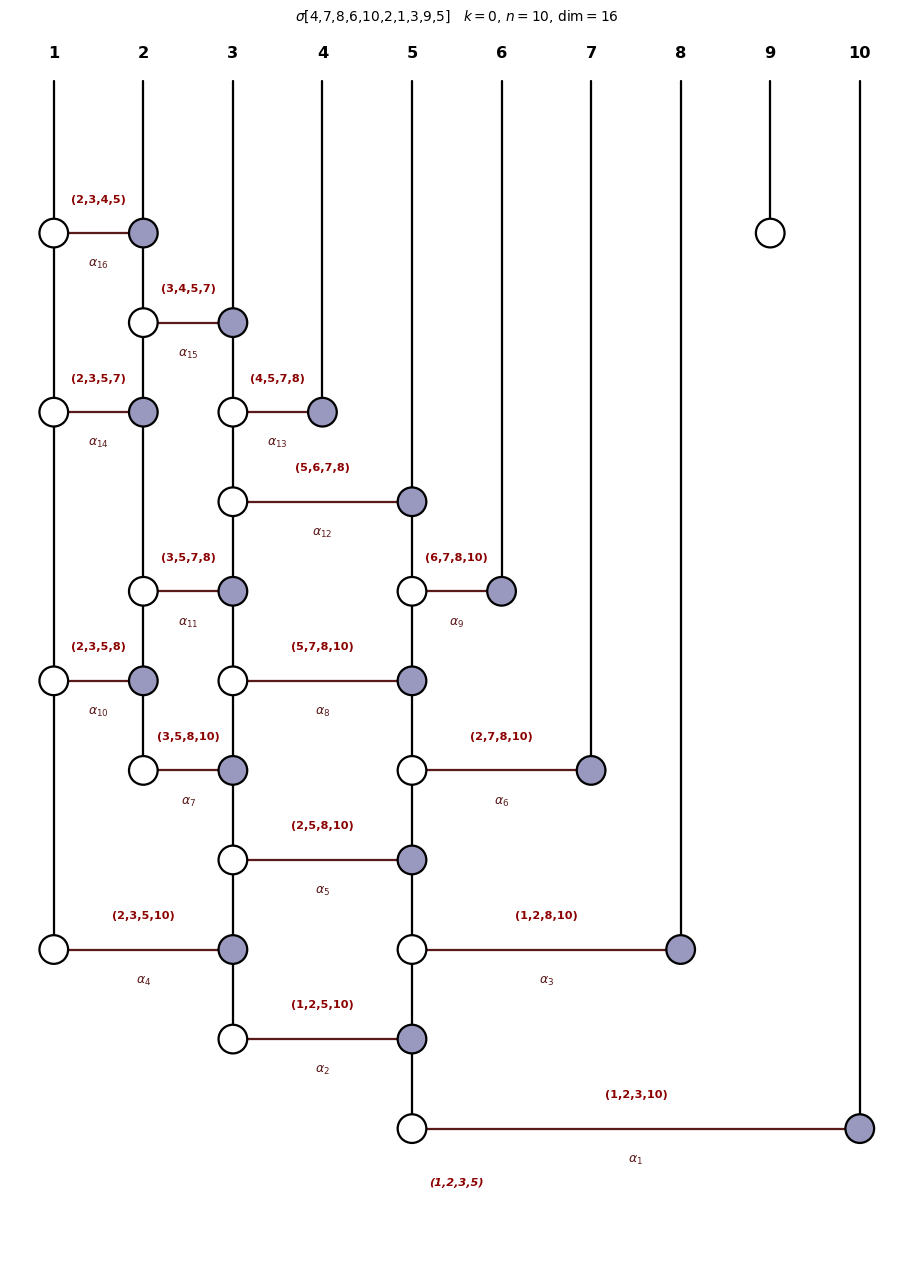 σ[4,7,8,6,10,2,1,3,9,5] k = 0, n = 10, dim = 16
1 2 3 4 5 6 7 8 9 10
(2,3,4,5)
α₁₆
(3,4,5,7)
α₁₅
(2,3,5,7) (4,5,7,8)
α₁₄ α₁₃
(5,6,7,8)
α₁₂
(3,5,7,8) (6,7,8,10)
α₁₁ α₉
(2,3,5,8) (5,7,8,10)
α₁₀ α₈
(3,5,8,10) (2,7,8,10)
α₇ α₆
(2,5,8,10)
α₅
(2,3,5,10) (1,2,8,10)
α₄ α₃
(1,2,5,10)
α₂
(1,2,3,10)
α₁
(1,2,3,5)